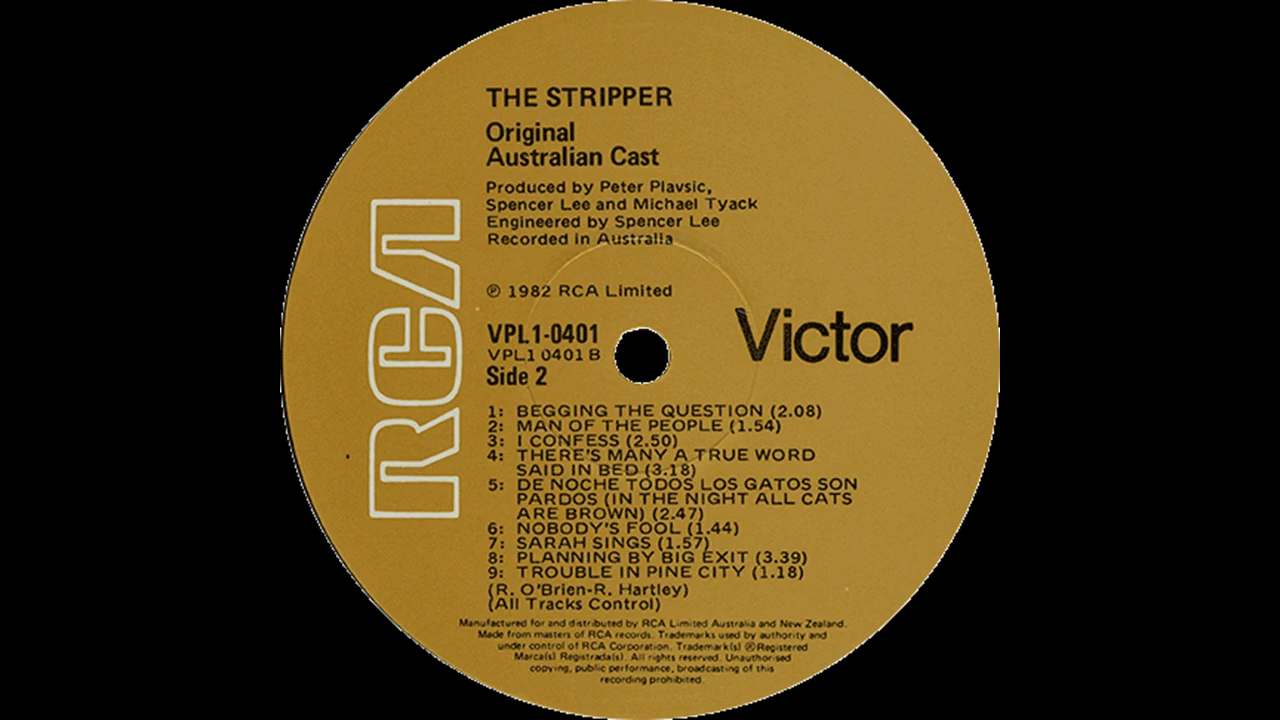 THE STRIPPER
Original
Australian Cast
Produced by Peter Plavsic,
Spencer Lee and Michael Tyack
Engineered by Spencer Lee
Recorded in Australia
RCA
℗ 1982 RCA Limited
Victor
VPL1-0401
VPL1 0401 B
Side 2
1: BEGGING THE QUESTION (2.08)
2: MAN OF THE PEOPLE (1.54)
3: I CONFESS (2.50)
4: THERE'S MANY A TRUE WORD
SAID IN BED (3.18)
5: DE NOCHE TODOS LOS GATOS SON
PARDOS (IN THE NIGHT ALL CATS
ARE BROWN) (2.47)
6: NOBODY'S FOOL (1.44)
7: SARAH SINGS (1.57)
8: PLANNING BY BIG EXIT (3.39)
9: TROUBLE IN PINE CITY (1.18)
(R. O'Brien-R. Hartley)
(All Tracks Control)
Manufactured for and distributed by RCA Limited Australia and New Zealand.
Made from masters of RCA records. Trademarks used by authority and
under control of RCA Corporation. Trademark(s) ®Registered
Marca(s) Registrada(s). All rights reserved. Unauthorised
copying, public performance, broadcasting of this
recording prohibited.